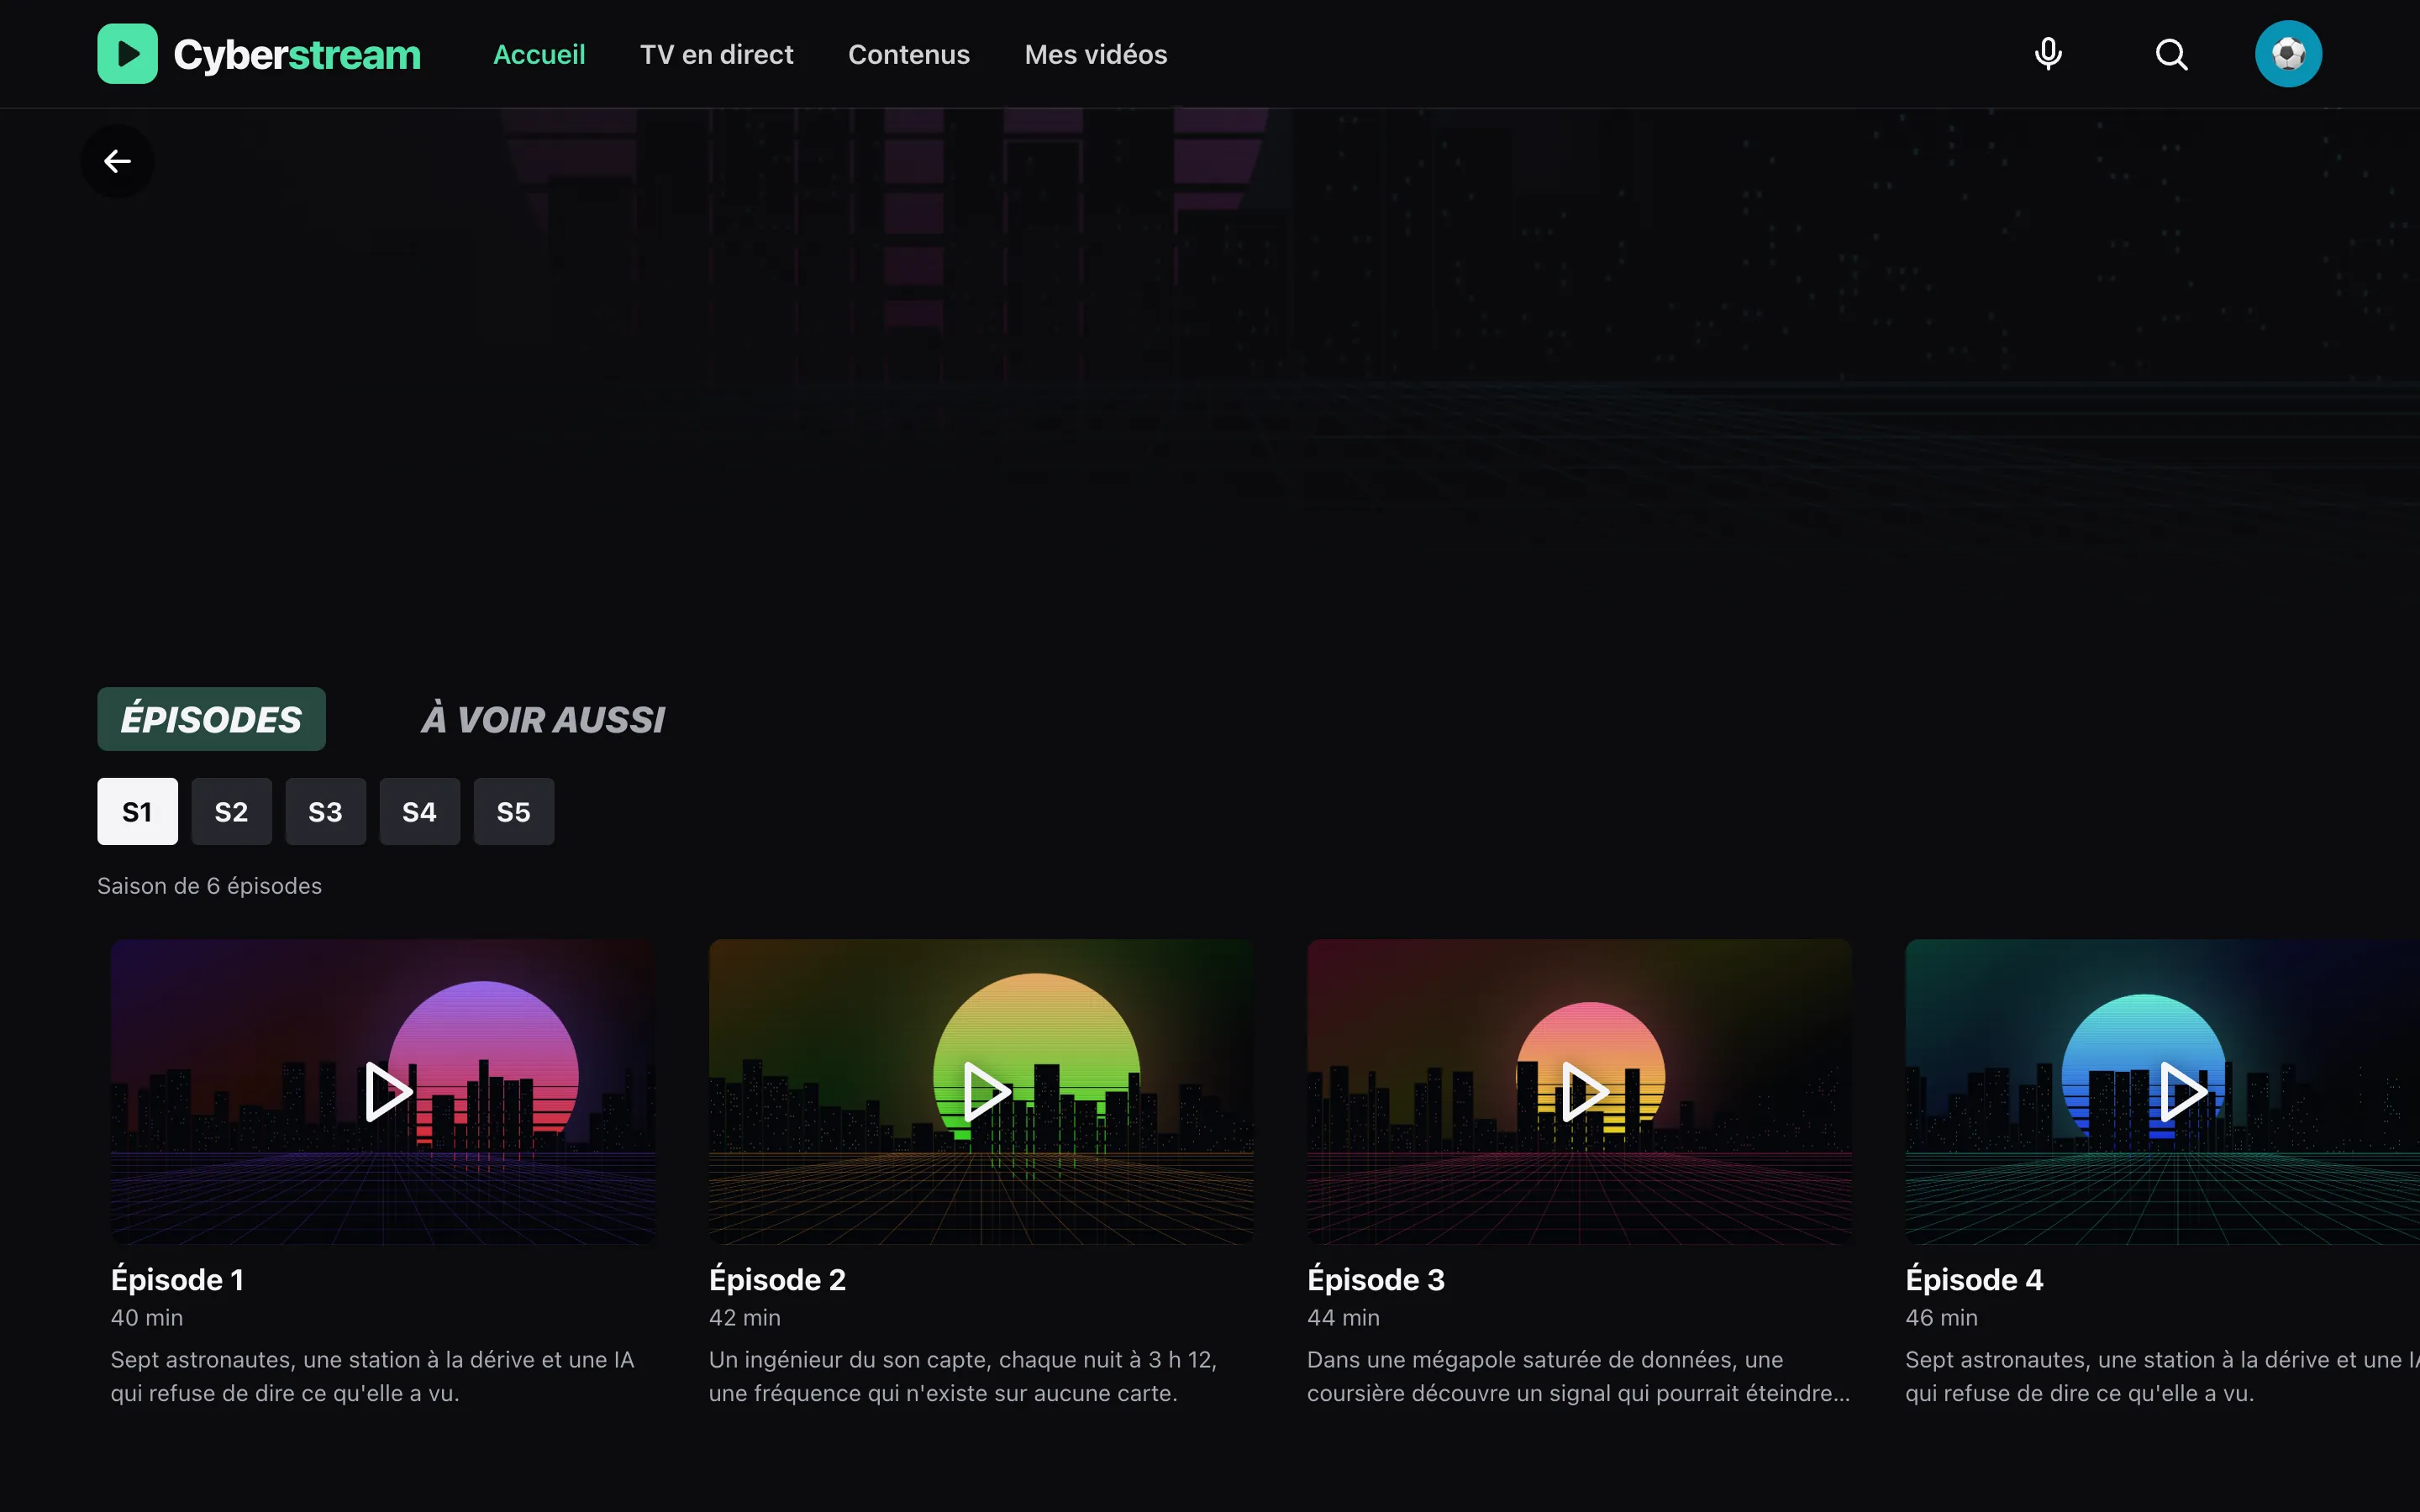 Cyberstream Accueil TV en direct Contenus Mes vidéos
ÉPISODES À VOIR AUSSI
S1 S2 S3 S4 S5
Saison de 6 épisodes
Épisode 1
40 min
Sept astronautes, une station à la dérive et une IA
qui refuse de dire ce qu'elle a vu.
Épisode 2
42 min
Un ingénieur du son capte, chaque nuit à 3 h 12,
une fréquence qui n'existe sur aucune carte.
Épisode 3
44 min
Dans une mégapole saturée de données, une
coursière découvre un signal qui pourrait éteindre...
Épisode 4
46 min
Sept astronautes, une station à la dérive et une
qui refuse de dire ce qu'elle a vu.